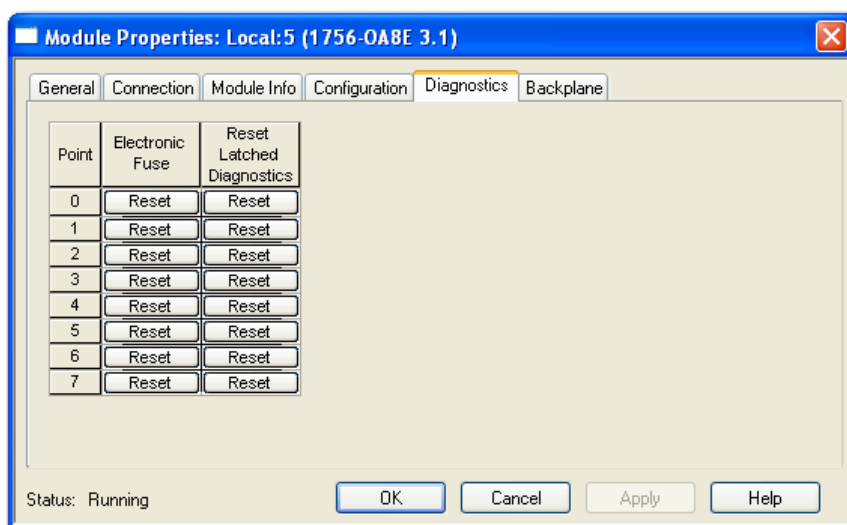 Module Properties: Local:5 (1756-OA8E 3.1)
General Connection Module Info Configuration Diagnostics Backplane
Point Electronic Fuse Reset Latched Diagnostics
0 Reset Reset
1 Reset Reset
2 Reset Reset
3 Reset Reset
4 Reset Reset
5 Reset Reset
6 Reset Reset
7 Reset Reset
Status: Running OK Cancel Apply Help